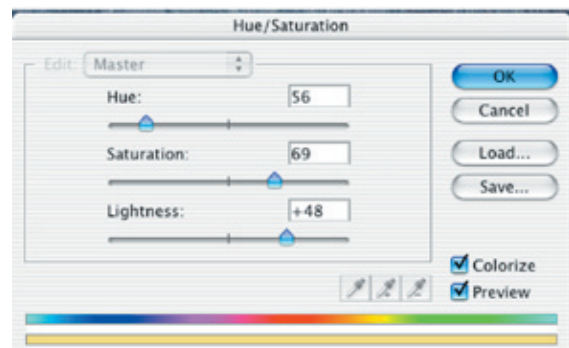 Hue/Saturation
Edit: Master
Hue: 56
Saturation: 69
Lightness: +48
OK
Cancel
Load...
Save...
Colorize
Preview